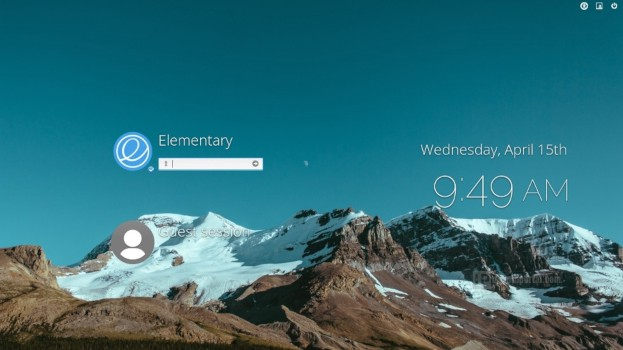 Elementary
Guest session
Wednesday, April 15th
9:49 AM